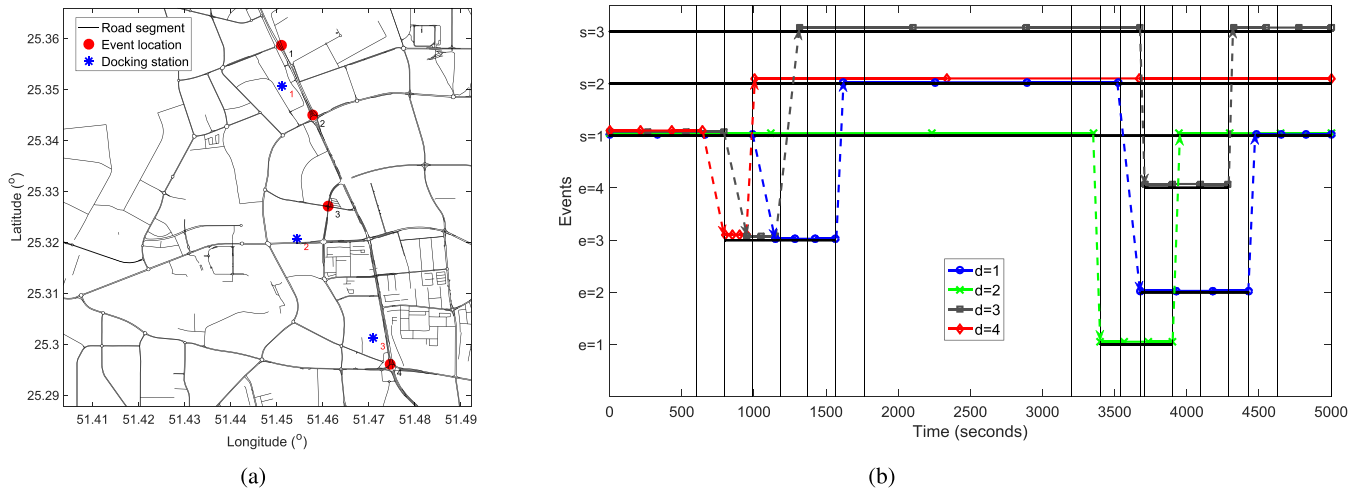 25.36
25.35
25.34
25.33
25.32
25.31
25.3
25.29
Latitude (o)
Road segment
Event location
Docking station
1
1
2
3
2
3
4
51.41 51.42 51.43 51.44 51.45 51.46 51.47 51.48 51.49
Longitude (o)
(a)
s=3
s=2
s=1
e=4
e=3
e=2
e=1
Events
d=1
d=2
d=3
d=4
0 500 1000 1500 2000 2500 3000 3500 4000 4500 5000
Time (seconds)
(b)